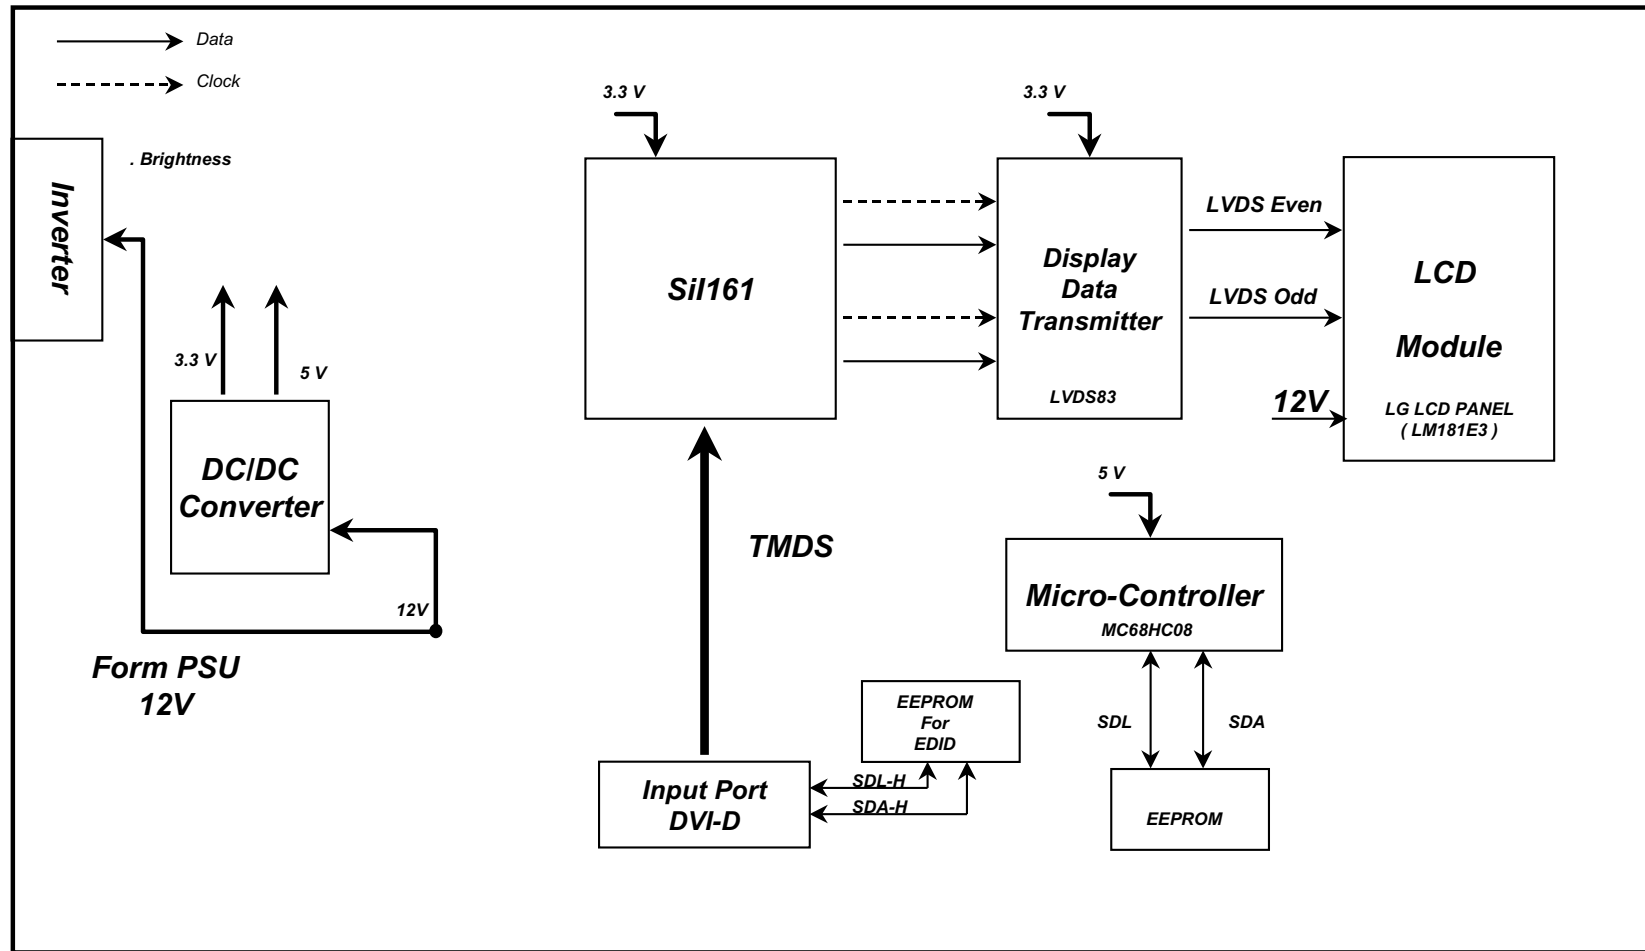 Data
Clock
3.3 V
3.3 V
. Brightness
Inverter
SiI161
Display
Data
Transmitter
LVDS83
LVDS Even
LVDS Odd
LCD
Module
LG LCD PANEL
( LM181E3 )
12V
3.3 V
5 V
DC/DC
Converter
12V
Form PSU
12V
TMDS
5 V
Micro-Controller
MC68HC08
SDL
SDA
EEPROM
EEPROM
For
EDID
SDL-H
SDA-H
Input Port
DVI-D